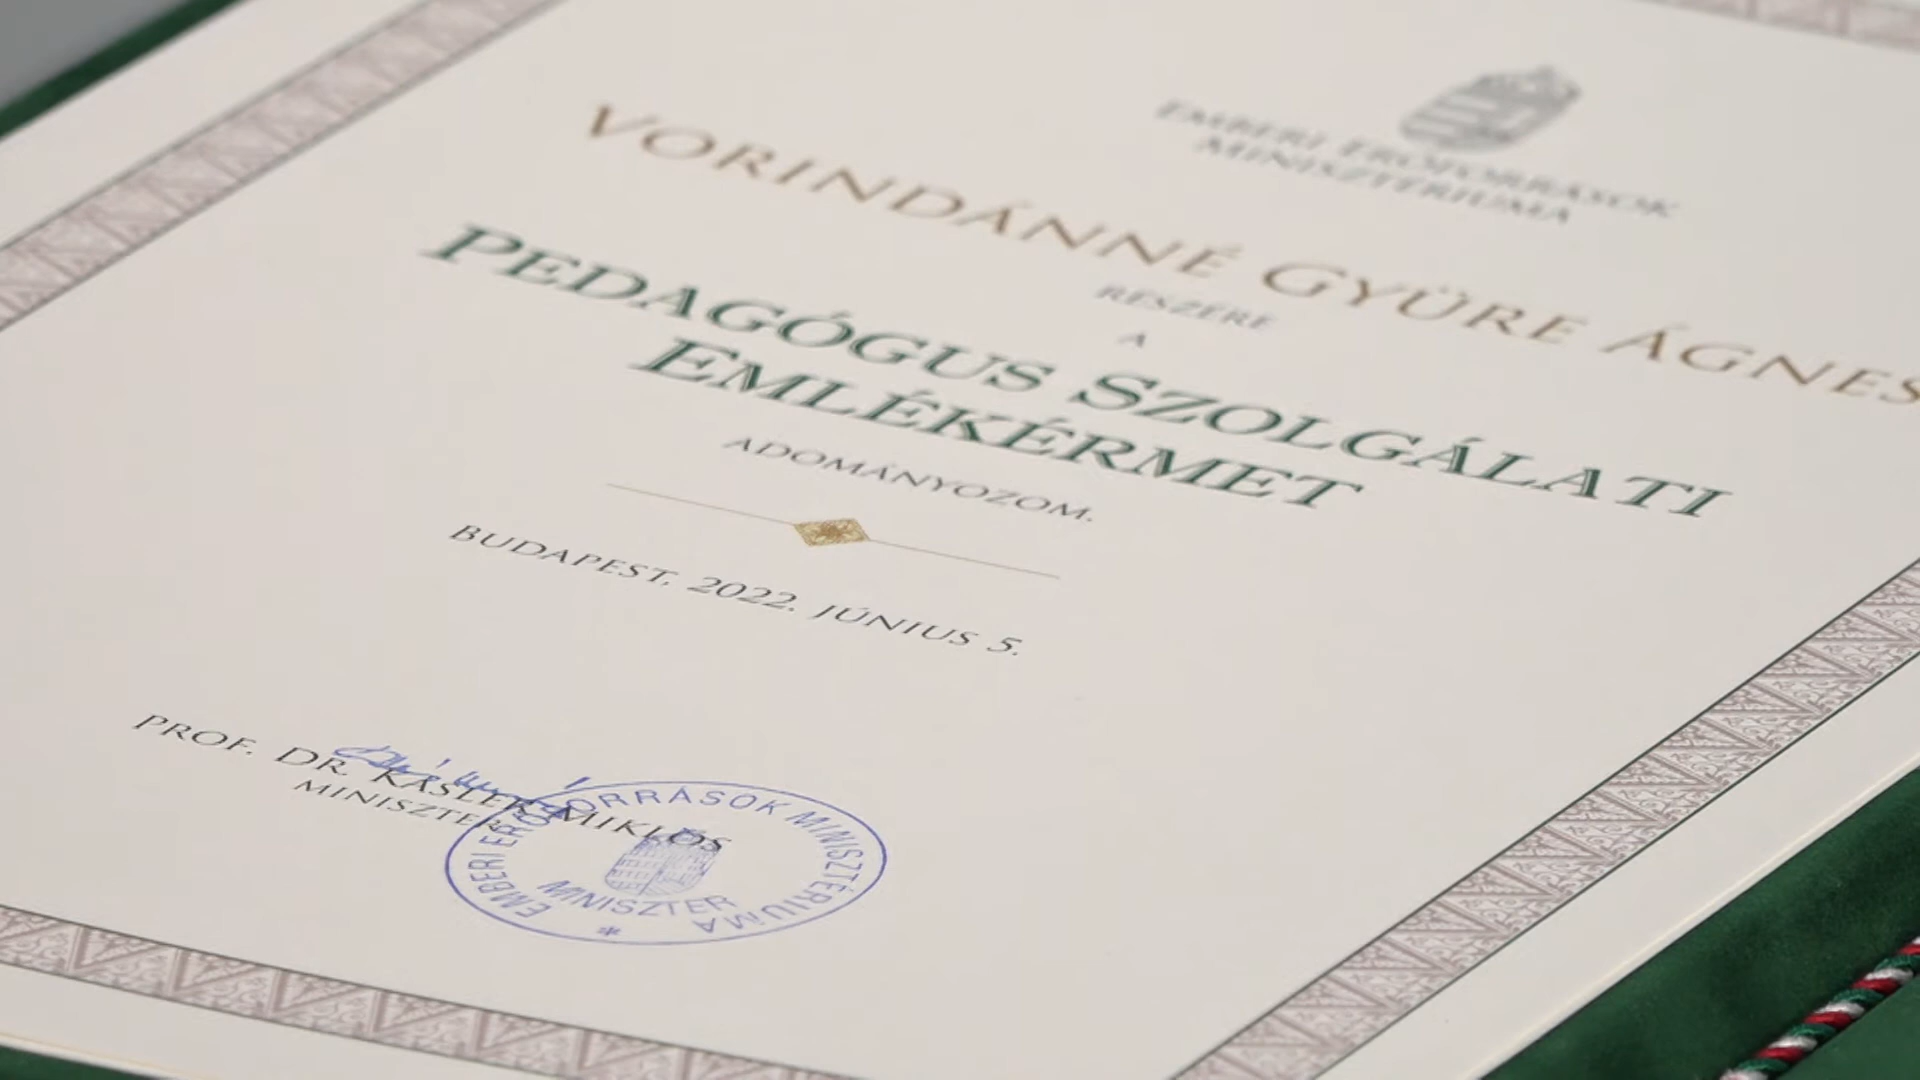 EMBERI ERŐFORRÁSOK
MINISZTÉRIUMA
VORINDÁNNÉ GYÜRE ÁGNES
RÉSZÉRE
A
PEDAGÓGUS SZOLGÁLATI
EMLÉKÉRMET
ADOMÁNYOZOM.
BUDAPEST, 2022. JÚNIUS 5.
PROF. DR. KÁSLER MIKLÓS
MINISZTER
EMBERI ERŐFORRÁSOK MINISZTÉRIUMA
MINISZTER
*